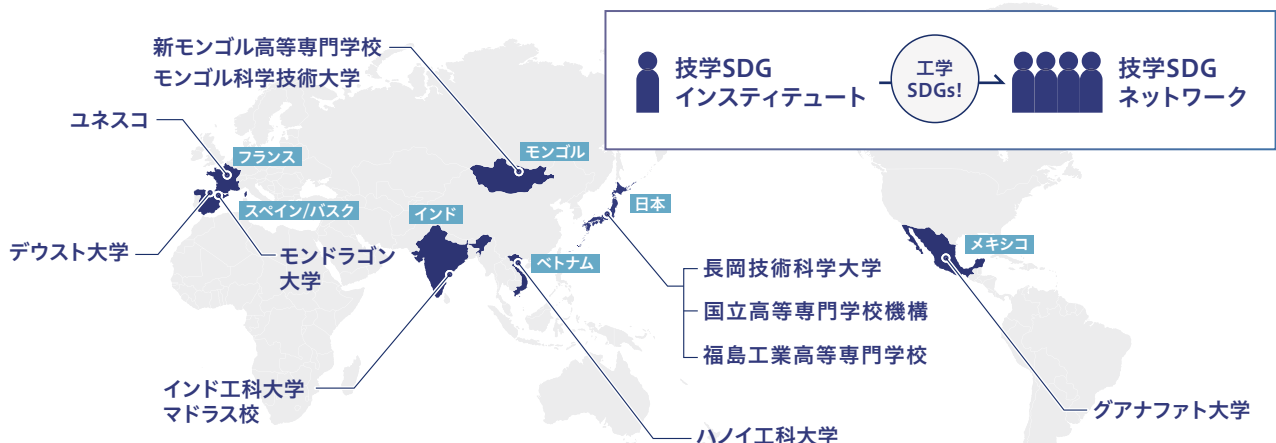 新モンゴル高等専門学校
モンゴル科学技術大学
ユネスコ
フランス
スペイン/バスク
デウスト大学
モンドラゴン
大学
モンゴル
インド
ベトナム
日本
インド工科大学
マドラス校
ハノイ工科大学
長岡技術科学大学
国立高等専門学校機構
福島工業高等専門学校
メキシコ
グアナファト大学
技学SDG
インスティテュート
工学
SDGs!
技学SDG
ネットワーク